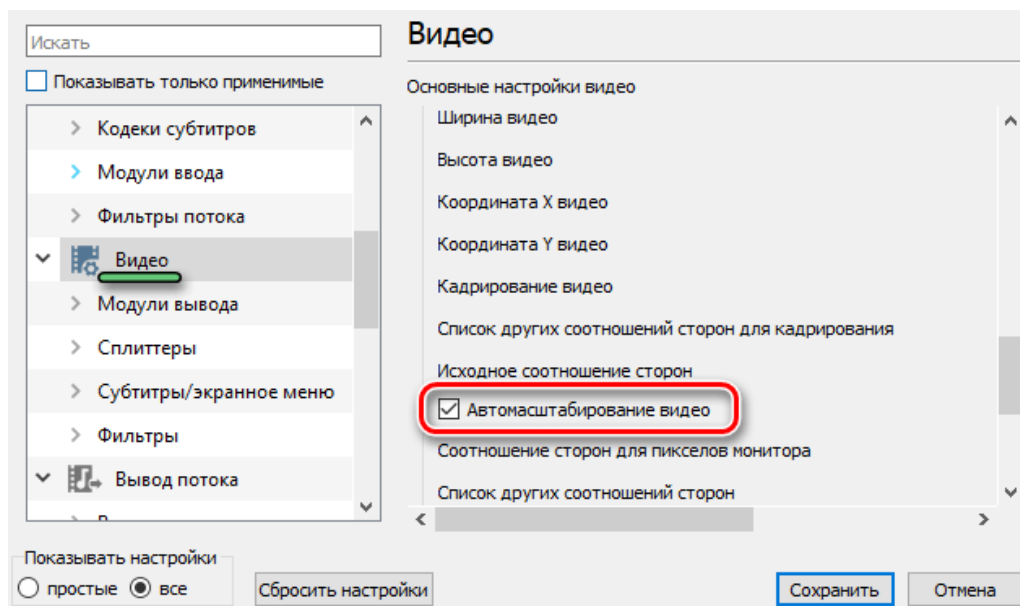 Искать
Показывать только применимые
Кодеки субтитров
Модули ввода
Фильтры потока
Видео
Модули вывода
Сплиттеры
Субтитры/экранное меню
Фильтры
Вывод потока
Видео
Основные настройки видео
Ширина видео
Высота видео
Координата X видео
Координата Y видео
Кадрирование видео
Список других соотношений сторон для кадрирования
Исходное соотношение сторон
Автомасштабирование видео
Соотношение сторон для пикселов монитора
Список других соотношений сторон
Показывать настройки
простые все
Сбросить настройки
Сохранить
Отмена